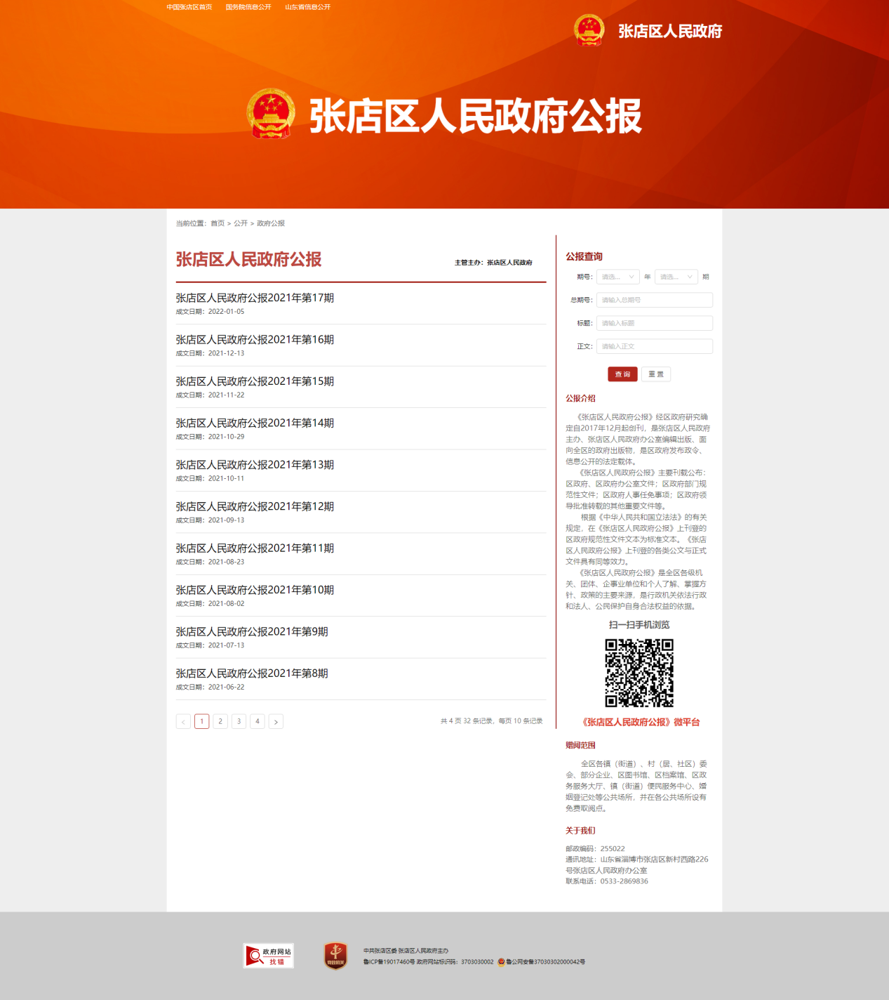 中国张店区首页 国务院信息公开 山东省信息公开
张店区人民政府
张店区人民政府公报
当前位置：首页 > 公开 > 政府公报
张店区人民政府公报
主管主办：张店区人民政府
张店区人民政府公报2021年第17期
成文日期：2022-01-05
张店区人民政府公报2021年第16期
成文日期：2021-12-13
张店区人民政府公报2021年第15期
成文日期：2021-11-22
张店区人民政府公报2021年第14期
成文日期：2021-10-29
张店区人民政府公报2021年第13期
成文日期：2021-10-11
张店区人民政府公报2021年第12期
成文日期：2021-09-13
张店区人民政府公报2021年第11期
成文日期：2021-08-23
张店区人民政府公报2021年第10期
成文日期：2021-08-02
张店区人民政府公报2021年第9期
成文日期：2021-07-13
张店区人民政府公报2021年第8期
成文日期：2021-06-22
< 1 2 3 4 >
共 4 页 32 条记录，每页 10 条记录
公报查询
期号： 请选... 年 请选... 期
总期号： 请输入总期号
标题： 请输入标题
正文： 请输入正文
查 询 重 置
公报介绍
《张店区人民政府公报》经区政府研究确
定自2017年12月起创刊，是张店区人民政府
主办、张店区人民政府办公室编辑出版、面
向全区的政府出版物，是区政府发布政令、
信息公开的法定载体。
《张店区人民政府公报》主要刊载公布：
区政府、区政府办公室文件；区政府部门规
范性文件；区政府人事任免事项；区政府领
导批准转载的其他重要文件等。
根据《中华人民共和国立法法》的有关
规定，在《张店区人民政府公报》上刊登的
区政府规范性文件文本为标准文本。《张店
区人民政府公报》上刊登的各类公文与正式
文件具有同等效力。
《张店区人民政府公报》是全区各级机
关、团体、企事业单位和个人了解、掌握方
针、政策的主要来源，是行政机关依法行政
和法人、公民保护自身合法权益的依据。
扫一扫手机浏览
《张店区人民政府公报》微平台
赠阅范围
全区各镇（街道）、村（居、社区）委
会、部分企业、区图书馆、区档案馆、区政
务服务大厅、镇（街道）便民服务中心、婚
姻登记处等公共场所，并在各公共场所设有
免费取阅点。
关于我们
邮政编码：255022
通讯地址：山东省淄博市张店区新村西路226
号张店区人民政府办公室
联系电话：0533-2869836
政府网站
找错
党政机关
中共张店区委 张店区人民政府主办
鲁ICP备19017460号 政府网站标识码：3703030002 鲁公网安备37030302000042号